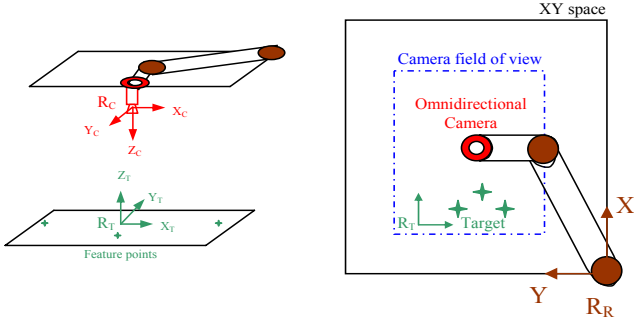 R_C
X_C
Y_C
Z_C
Z_T
Y_T
R_T
X_T
Feature points
XY space
Camera field of view
Omnidirectional
Camera
R_T
Target
X
Y
R_R